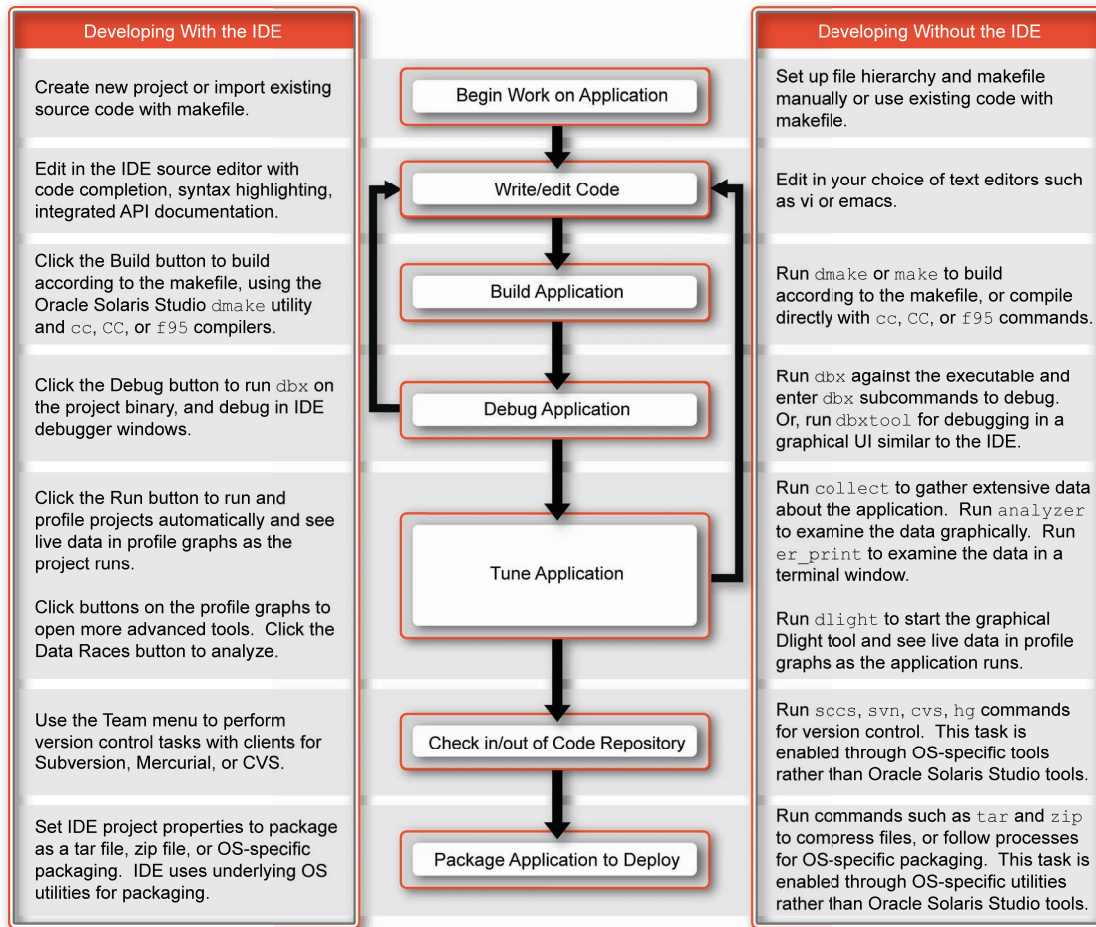 Developing With the IDE
Create new project or import existing
source code with makefile.
Edit in the IDE source editor with
code completion, syntax highlighting,
integrated API documentation.
Click the Build button to build
according to the makefile, using the
Oracle Solaris Studio dmake utility
and cc, CC, or f95 compilers.
Click the Debug button to run dbx on
the project binary, and debug in IDE
debugger windows.
Click the Run button to run and
profile projects automatically and see
live data in profile graphs as the
project runs.
Click buttons on the profile graphs to
open more advanced tools. Click the
Data Races button to analyze.
Use the Team menu to perform
version control tasks with clients for
Subversion, Mercurial, or CVS.
Set IDE project properties to package
as a tar file, zip file, or OS-specific
packaging. IDE uses underlying OS
utilities for packaging.
Begin Work on Application
Write/edit Code
Build Application
Debug Application
Tune Application
Check in/out of Code Repository
Package Application to Deploy
Developing Without the IDE
Set up file hierarchy and makefile
manually or use existing code with
makefile.
Edit in your choice of text editors such
as vi or emacs.
Run dmake or make to build
according to the makefile, or compile
directly with cc, CC, or f95 commands.
Run dbx against the executable and
enter dbx subcommands to debug.
Or, run dbxtool for debugging in a
graphical UI similar to the IDE.
Run collect to gather extensive data
about the application. Run analyzer
to examine the data graphically. Run
er_print to examine the data in a
terminal window.
Run dlight to start the graphical
Dlight tool and see live data in profile
graphs as the application runs.
Run sccs, svn, cvs, hg commands
for version control. This task is
enabled through OS-specific tools
rather than Oracle Solaris Studio tools.
Run commands such as tar and zip
to compress files, or follow processes
for OS-specific packaging. This task is
enabled through OS-specific utilities
rather than Oracle Solaris Studio tools.